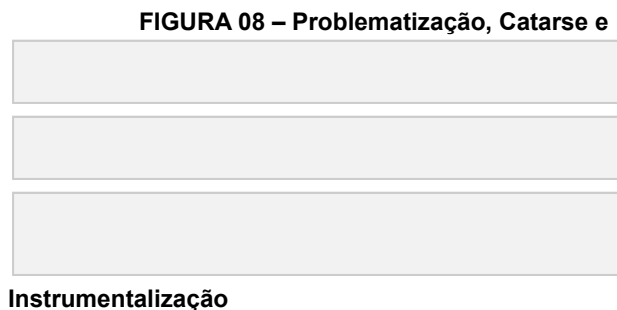 FIGURA 08 – Problematização, Catarse e
Instrumentalização